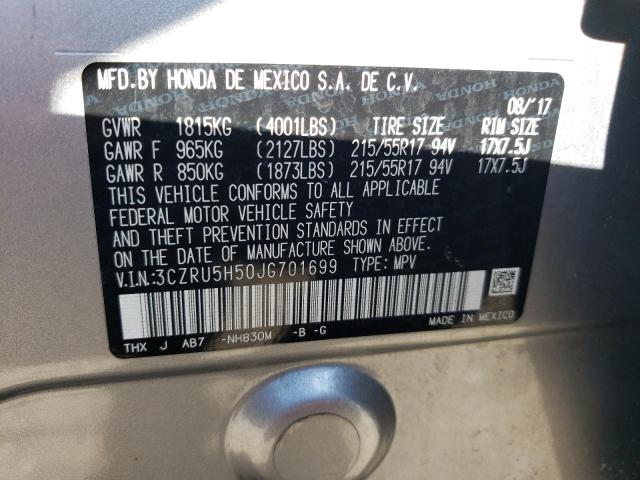 MFD.BY HONDA DE MEXICO S.A. DE C.V.
08/'17
GVWR 1815KG (4001LBS) TIRE SIZE RIM SIZE
GAWR F 965KG (2127LBS) 215/55R17 94V 17X7.5J
GAWR R 850KG (1873LBS) 215/55R17 94V 17X7.5J
THIS VEHICLE CONFORMS TO ALL APPLICABLE
FEDERAL MOTOR VEHICLE SAFETY
AND THEFT PREVENTION STANDARDS IN EFFECT
ON THE DATE OF MANUFACTURE SHOWN ABOVE.
V.I.N:3CZRU5H50JG701699 TYPE: MPV
THX J AB7 -NH830M -B -G
MADE IN MEXICO